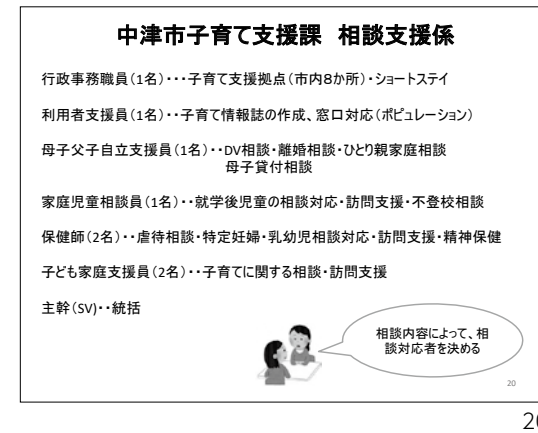 中津市子育て支援課 相談支援係
行政事務職員(1名)・・・子育て支援拠点(市内8か所)・ショートステイ
利用者支援員(1名)・・子育て情報誌の作成、窓口対応(ポピュレーション)
母子父子自立支援員(1名)・・DV相談・離婚相談・ひとり親家庭相談
母子貸付相談
家庭児童相談員(1名)・・就学後児童の相談対応・訪問支援・不登校相談
保健師(2名)・・虐待相談・特定妊婦・乳幼児相談対応・訪問支援・精神保健
子ども家庭支援員(2名)・・子育てに関する相談・訪問支援
主幹(SV)・・統括
相談内容によって、相
談対応者を決める
20